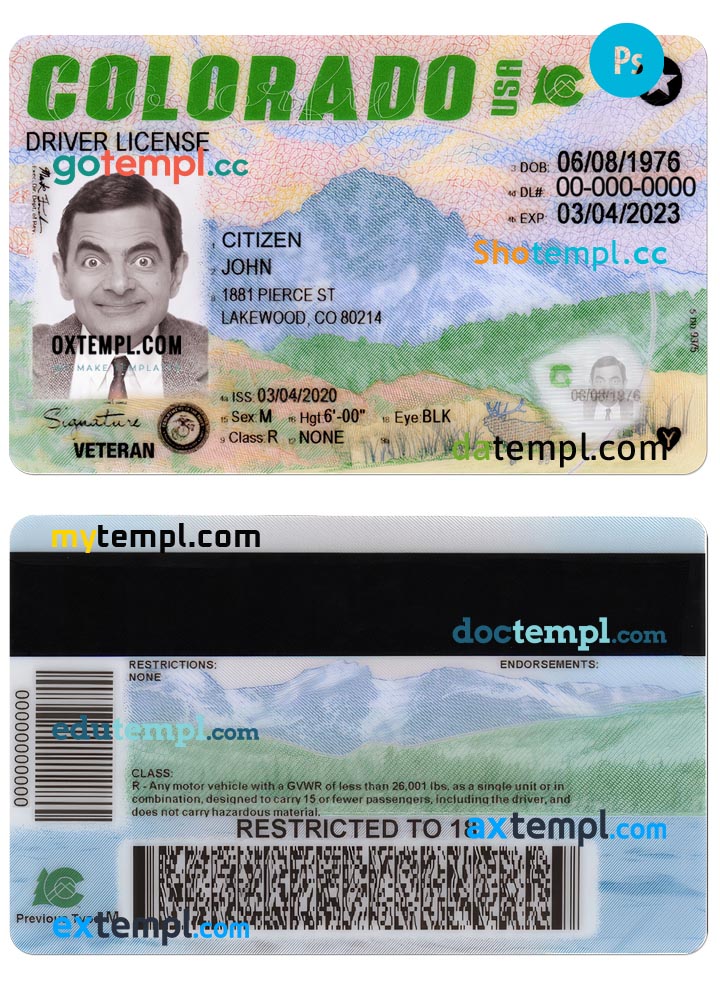 Ps
COLORADO USA
DRIVER LICENSE
gotempl.cc
3 DOB: 06/08/1976
4d DL#: 00-000-0000
4b EXP: 03/04/2023
Shotempl.cc
1 CITIZEN
2 JOHN
8 1881 PIERCE ST
LAKEWOOD, CO 80214
OXTEMPL.COM
WE MAKE TEMPLATES
06/08/1976
4a ISS: 03/04/2020
15 Sex: M 16 Hgt: 6'-00" 18 Eye: BLK
9 Class: R 12 NONE 9a
Signature
VETERAN
datempl.com
Y
mytempl.com
doctempl.com
RESTRICTIONS:
NONE
ENDORSEMENTS:
00000000000
edutempl.com
CLASS:
R - Any motor vehicle with a GVWR of less than 26,001 lbs. as a single unit or in
combination, designed to carry 15 or fewer passengers, including the driver, and
does not carry hazardous material.
RESTRICTED TO 18
axtempl.com
Previous Type: M
extempl.com